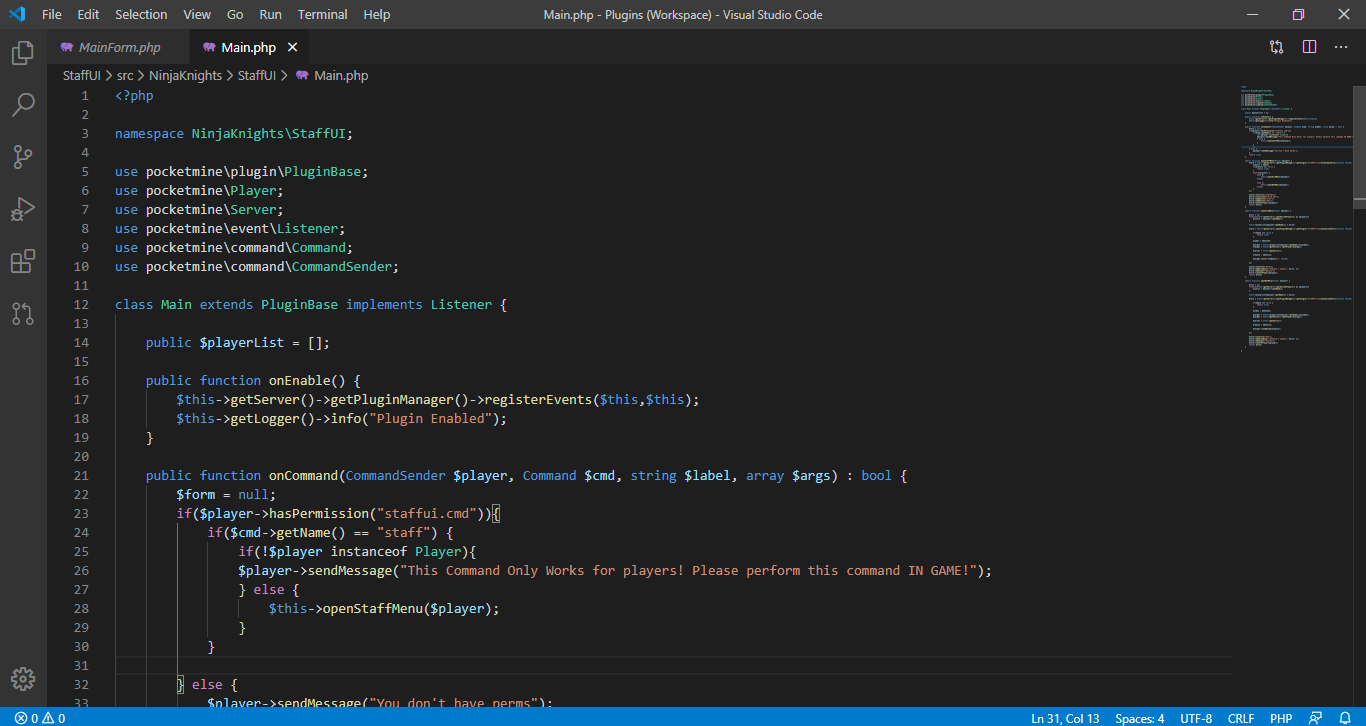 File Edit Selection View Go Run Terminal Help Main.php - Plugins (Workspace) - Visual Studio Code
MainForm.php Main.php
StaffUI > src > NinjaKnights > StaffUI > Main.php
1 <?php
2
3 namespace NinjaKnights\StaffUI;
4
5 use pocketmine\plugin\PluginBase;
6 use pocketmine\Player;
7 use pocketmine\Server;
8 use pocketmine\event\Listener;
9 use pocketmine\command\Command;
10 use pocketmine\command\CommandSender;
11
12 class Main extends PluginBase implements Listener {
13
14 public $playerList = [];
15
16 public function onEnable() {
17 $this->getServer()->getPluginManager()->registerEvents($this,$this);
18 $this->getLogger()->info("Plugin Enabled");
19 }
20
21 public function onCommand(CommandSender $player, Command $cmd, string $label, array $args) : bool {
22 $form = null;
23 if($player->hasPermission("staffui.cmd")){
24 if($cmd->getName() == "staff") {
25 if(!$player instanceof Player){
26 $player->sendMessage("This Command Only Works for players! Please perform this command IN GAME!");
27 } else {
28 $this->openStaffMenu($player);
29 }
30 }
31
32 } else {
33 $player->sendMessage("You don't have perms");
0 0 Ln 31, Col 13 Spaces: 4 UTF-8 CRLF PHP